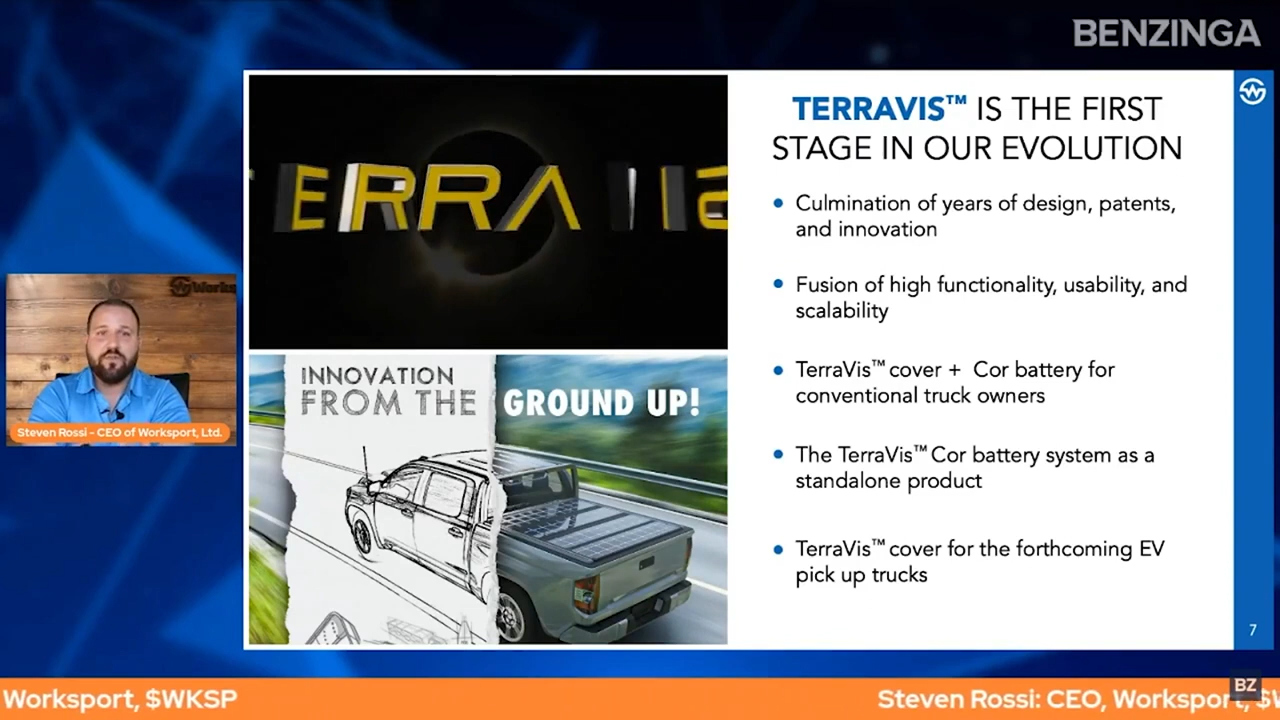 BENZINGA
TERRAVIS™ IS THE FIRST
STAGE IN OUR EVOLUTION
Culmination of years of design, patents,
and innovation
Fusion of high functionality, usability, and
scalability
TerraVis™ cover + Cor battery for
conventional truck owners
The TerraVis™ Cor battery system as a
standalone product
TerraVis™ cover for the forthcoming EV
pick up trucks
7
INNOVATION
FROM THE GROUND UP!
Steven Rossi - CEO of Worksport, Ltd.
Worksport, $WKSP
Steven Rossi: CEO, Worksport, $W
BZ